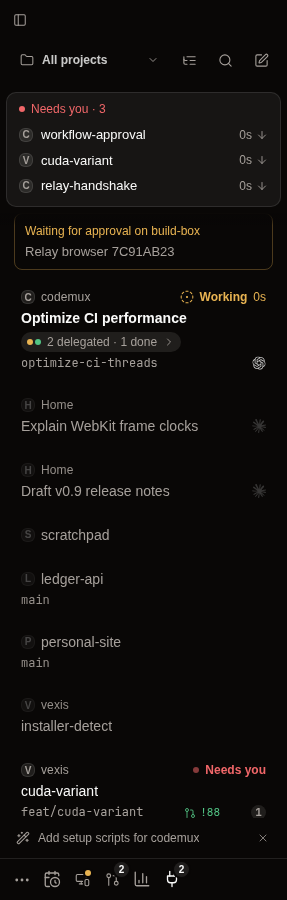 All projects
Needs you · 3
C workflow-approval 0s ↓
V cuda-variant 0s ↓
C relay-handshake 0s ↓
Waiting for approval on build-box
Relay browser 7C91AB23
C codemux Working 0s
Optimize CI performance
2 delegated · 1 done
optimize-ci-threads
H Home
Explain WebKit frame clocks
H Home
Draft v0.9 release notes
S scratchpad
L ledger-api
main
P personal-site
main
V vexis
installer-detect
V vexis Needs you
cuda-variant
feat/cuda-variant !88 1
Add setup scripts for codemux
2 2